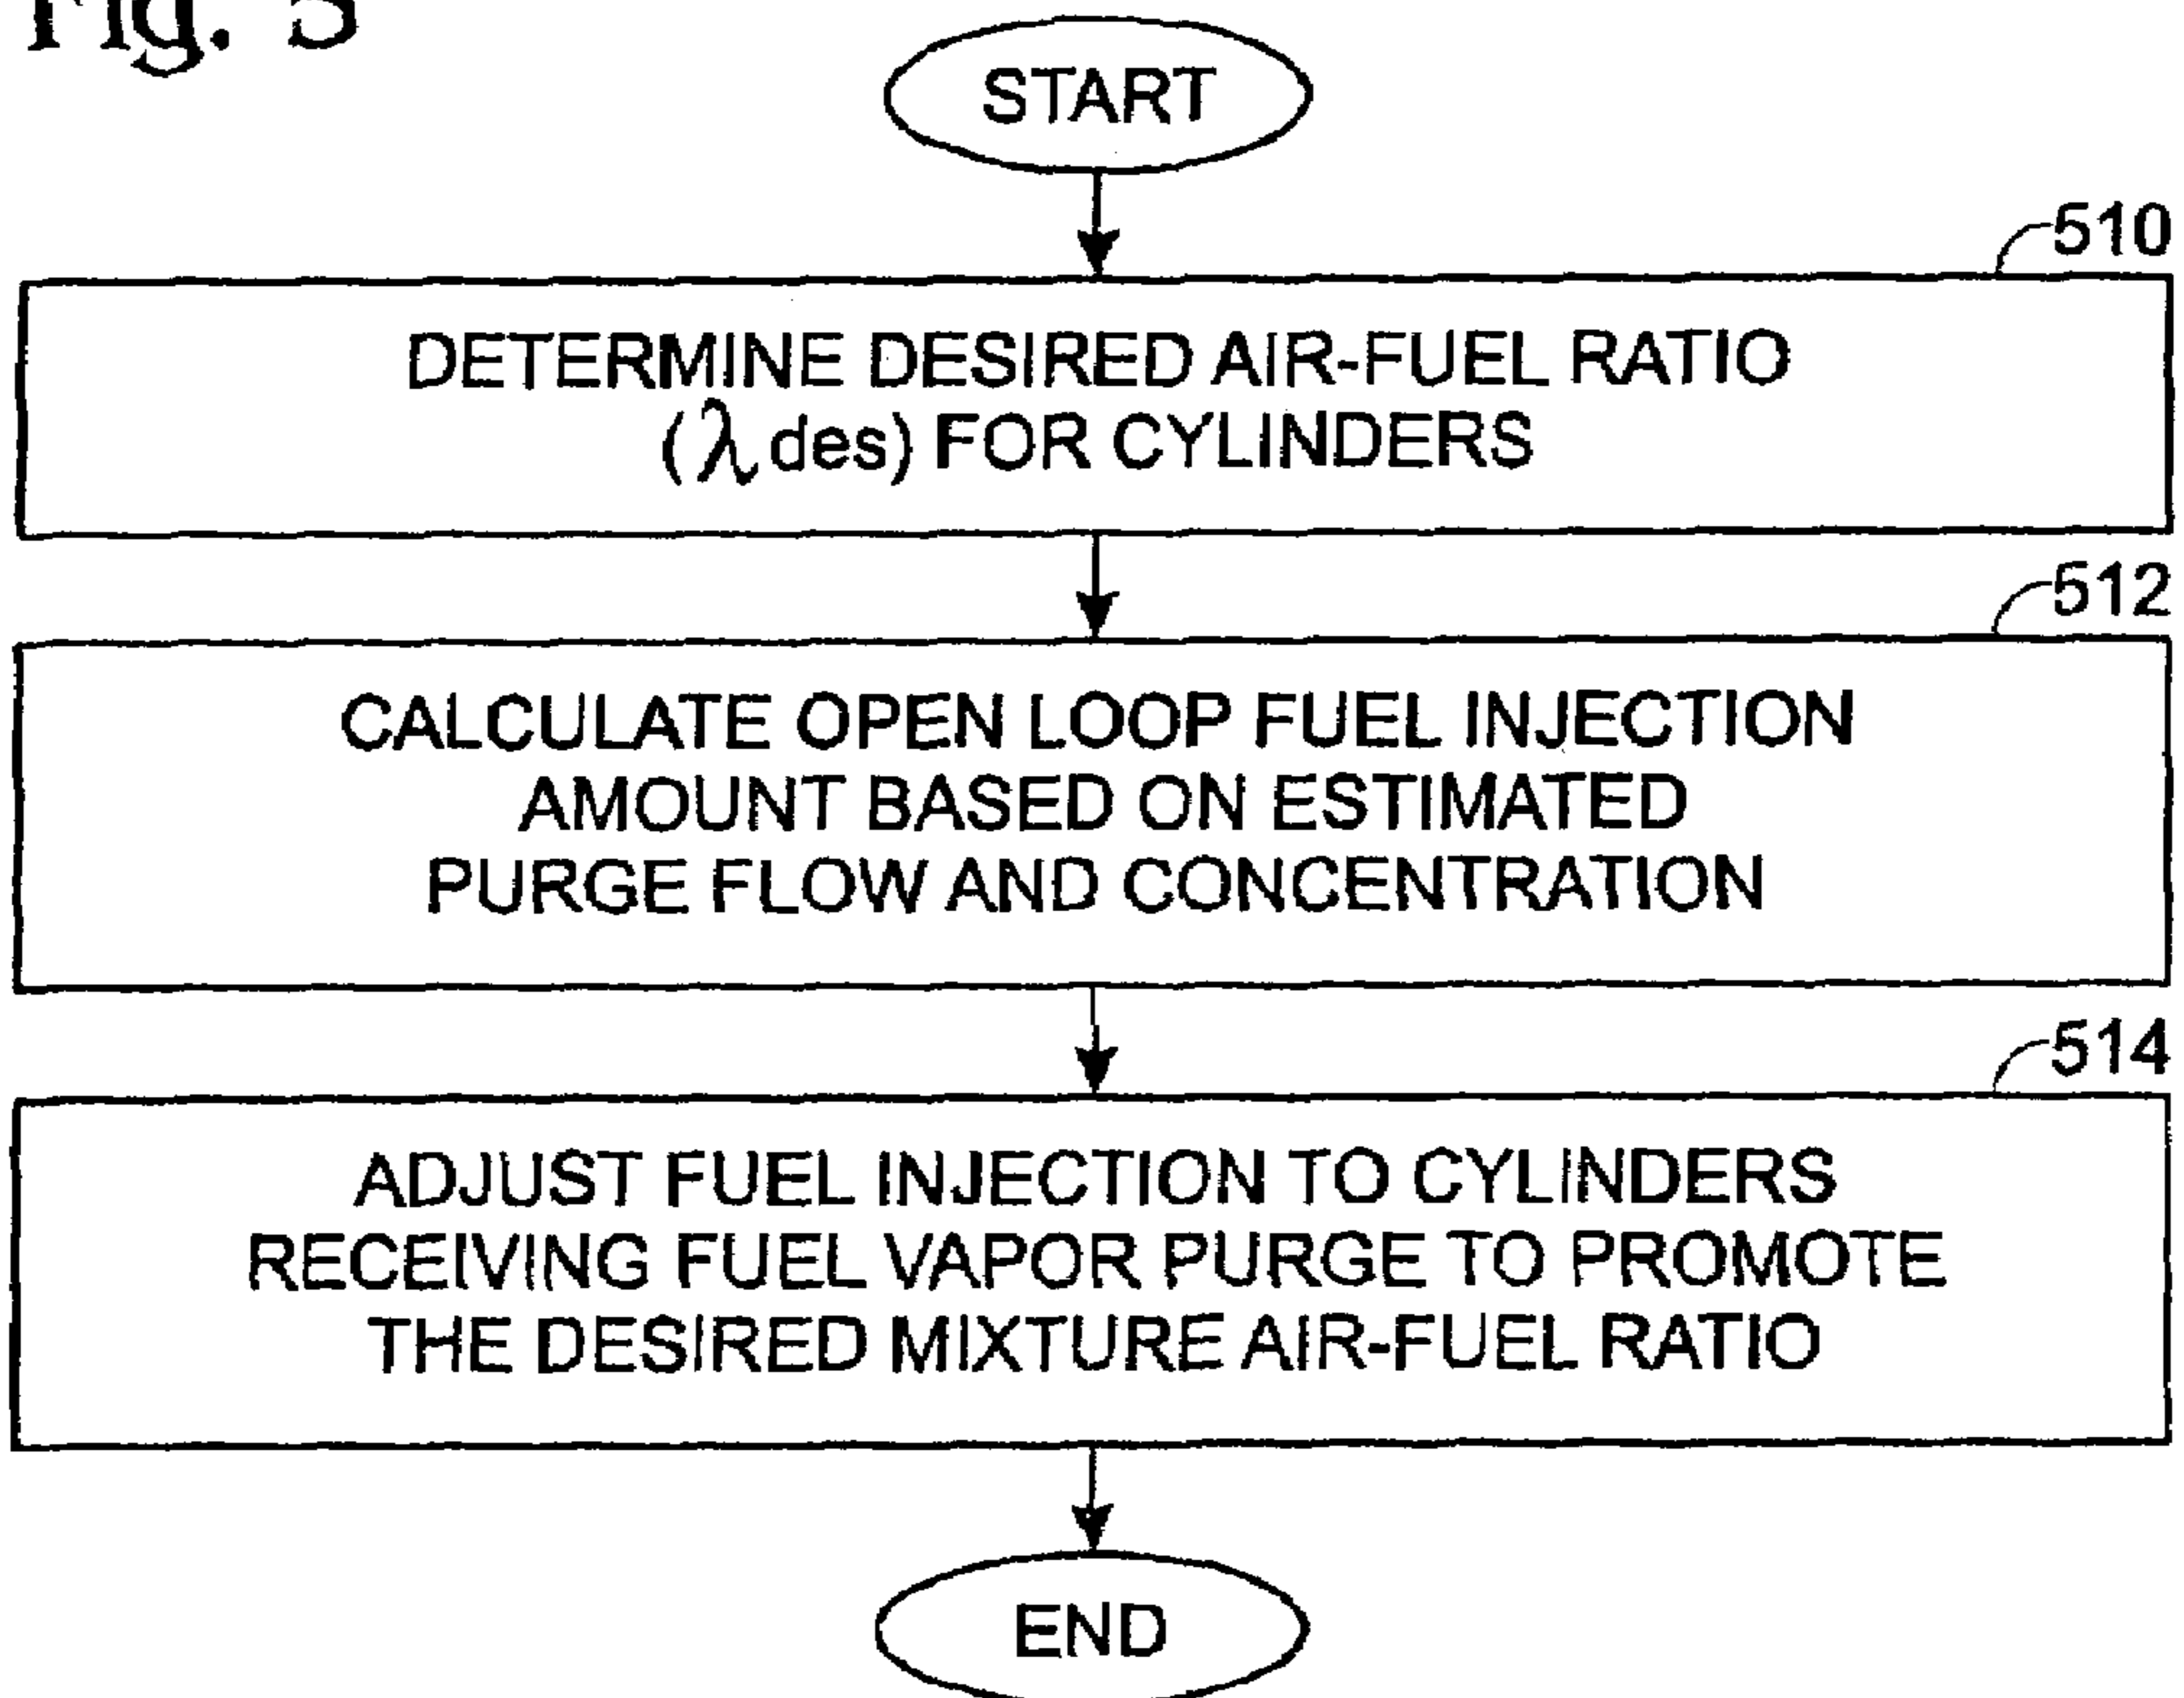 Fig. 5
START
510
DETERMINE DESIRED AIR-FUEL RATIO
(λ des) FOR CYLINDERS
512
CALCULATE OPEN LOOP FUEL INJECTION
AMOUNT BASED ON ESTIMATED
PURGE FLOW AND CONCENTRATION
514
ADJUST FUEL INJECTION TO CYLINDERS
RECEIVING FUEL VAPOR PURGE TO PROMOTE
THE DESIRED MIXTURE AIR-FUEL RATIO
END